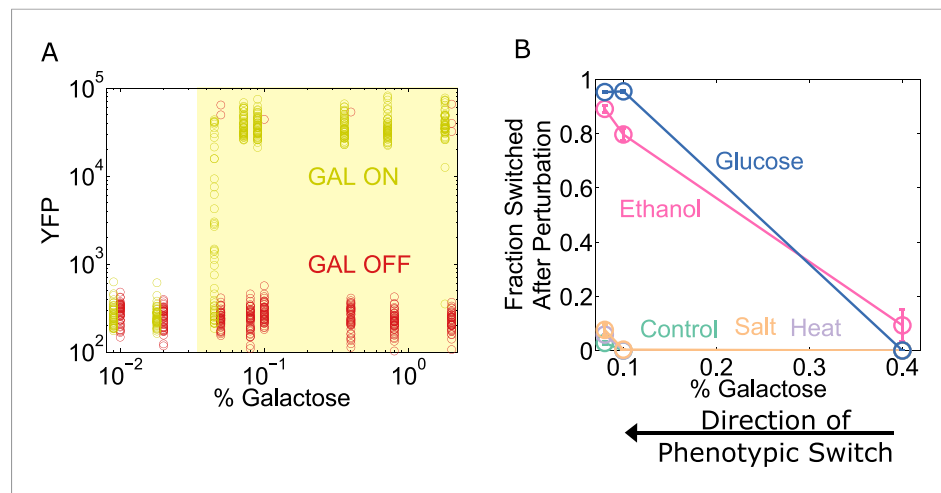 A
YFP
10^5
10^4
10^3
10^2
GAL ON
GAL OFF
10^-2
10^-1
10^0
% Galactose
B
Fraction Switched
After Perturbation
1
0.8
0.6
0.4
0.2
0
Glucose
Ethanol
Control
Salt
Heat
0.1
0.2
0.3
0.4
% Galactose
Direction of
Phenotypic Switch